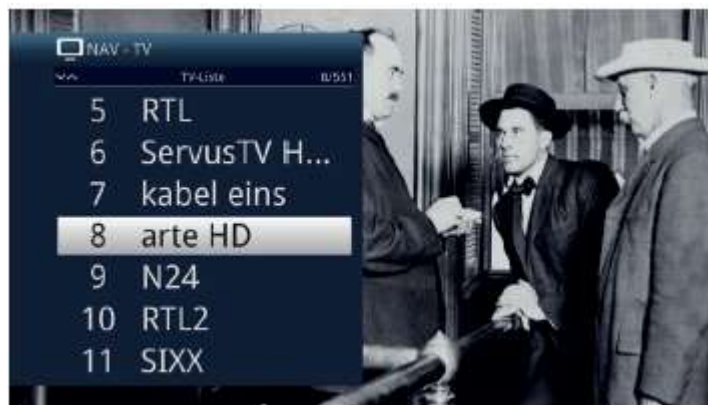 NAV - TV
TV-Liste 8/551
5 RTL
6 ServusTV H...
7 kabel eins
8 arte HD
9 N24
10 RTL2
11 SIXX